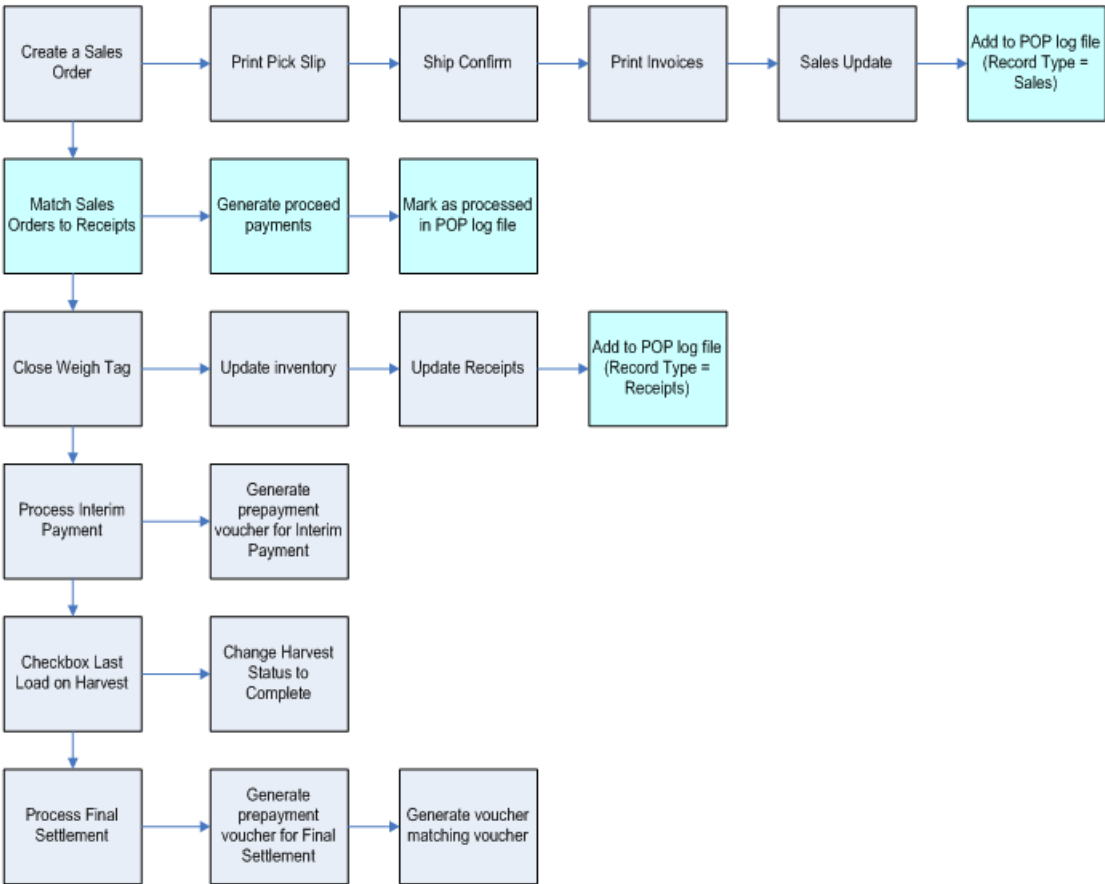 Create a Sales
Order
Print Pick Slip
Ship Confirm
Print Invoices
Sales Update
Add to POP log file
(Record Type =
Sales)
Match Sales
Orders to Receipts
Generate proceed
payments
Mark as processed
in POP log file
Close Weigh Tag
Update inventory
Update Receipts
Add to POP log file
(Record Type =
Receipts)
Process Interim
Payment
Generate
prepayment
voucher for Interim
Payment
Checkbox Last
Load on Harvest
Change Harvest
Status to
Complete
Process Final
Settlement
Generate
prepayment
voucher for Final
Settlement
Generate voucher
matching voucher